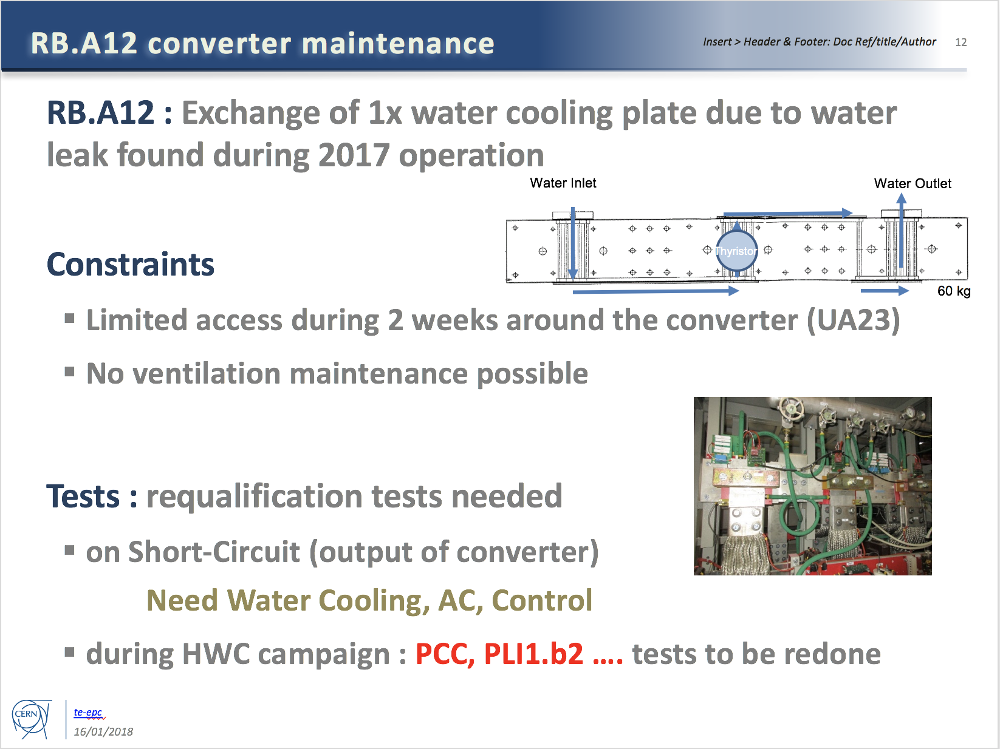 RB.A12 converter maintenance
Insert > Header & Footer: Doc Ref/title/Author
12
RB.A12 : Exchange of 1x water cooling plate due to water
leak found during 2017 operation
Water Inlet
Water Outlet
Thyristor
60 kg
Constraints
▪ Limited access during 2 weeks around the converter (UA23)
▪ No ventilation maintenance possible
Tests : requalification tests needed
▪ on Short-Circuit (output of converter)
Need Water Cooling, AC, Control
▪ during HWC campaign : PCC, PLI1.b2 .... tests to be redone
CERN
te-epc
16/01/2018